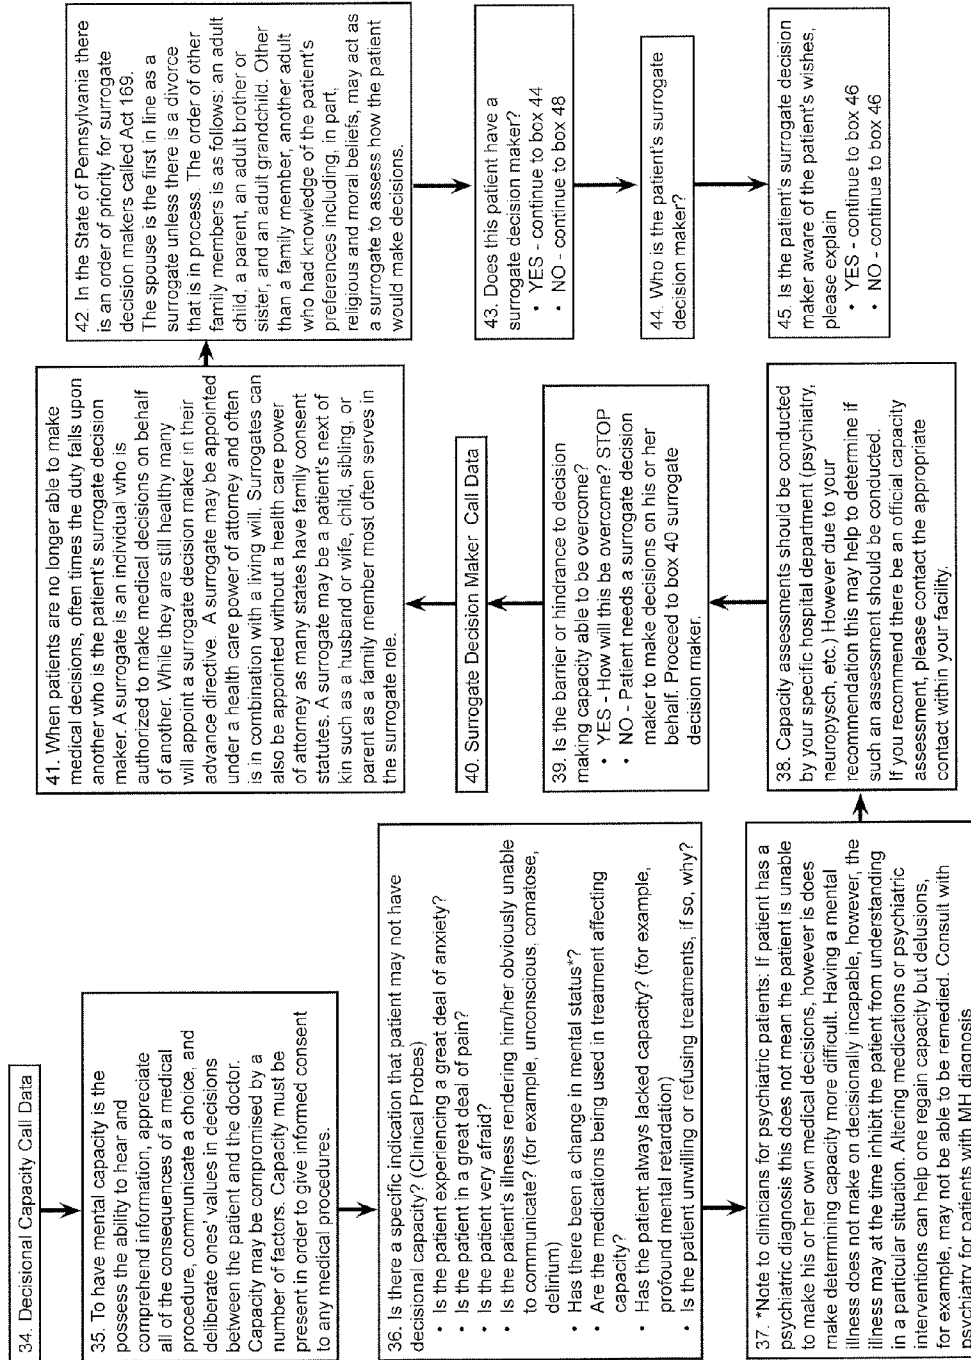 34. Decisional Capacity Call Data
35. To have mental capacity is the
possess the ability to hear and
comprehend information, appreciate
all of the consequences of a medical
procedure, communicate a choice, and
deliberate ones' values in decisions
between the patient and the doctor.
Capacity may be compromised by a
number of factors. Capacity must be
present in order to give informed consent
to any medical procedures.
36. Is there a specific indication that patient may not have
decisional capacity? (Clinical Probes)
• Is the patient experiencing a great deal of anxiety?
• Is the patient in a great deal of pain?
• Is the patient very afraid?
• Is the patient's illness rendering him/her obviously unable
to communicate? (for example, unconscious, comatose,
delirium)
• Has there been a change in mental status*?
• Are the medications being used in treatment affecting
capacity?
• Has the patient always lacked capacity? (for example,
profound mental retardation)
• Is the patient unwilling or refusing treatments, if so, why?
37. *Note to clinicians for psychiatric patients: If patient has a
psychiatric diagnosis this does not mean the patient is unable
to make his or her own medical decisions, however is does
make determining capacity more difficult. Having a mental
illness does not make on decisionally incapable, however, the
illness may at the time inhibit the patient from understanding
in a particular situation. Altering medications or psychiatric
interventions can help one regain capacity but delusions,
for example, may not be able to be remedied. Consult with
psychiatry for patients with MH diagnosis
38. Capacity assessments should be conducted
by your specific hospital department (psychiatry,
neuropysch, etc.) However due to your
recommendation this may help to determine if
such an assessment should be conducted.
If you recommend there be an official capacity
assessment, please contact the appropriate
contact within your facility.
39. Is the barrier or hindrance to decision
making capacity able to be overcome?
• YES - How will this be overcome? STOP
• NO - Patient needs a surrogate decision
maker to make decisions on his or her
behalf. Proceed to box 40 surrogate
decision maker.
40. Surrogate Decision Maker Call Data
41. When patients are no longer able to make
medical decisions, often times the duty falls upon
another who is the patient's surrogate decision
maker. A surrogate is an individual who is
authorized to make medical decisions on behalf
of another. While they are still healthy many
will appoint a surrogate decision maker in their
advance directive. A surrogate may be appointed
under a health care power of attorney and often
is in combination with a living will. Surrogates can
also be appointed without a health care power
of attorney as many states have family consent
statutes. A surrogate may be a patient's next of
kin such as a husband or wife, child, sibling, or
parent as a family member most often serves in
the surrogate role.
42. In the State of Pennsylvania there
is an order of priority for surrogate
decision makers called Act 169.
The spouse is the first in line as a
surrogate unless there is a divorce
that is in process. The order of other
family members is as follows: an adult
child, a parent, an adult brother or
sister, and an adult grandchild. Other
than a family member, another adult
who had knowledge of the patient's
preferences including, in part,
religious and moral beliefs, may act as
a surrogate to assess how the patient
would make decisions.
43. Does this patient have a
surrogate decision maker?
• YES - continue to box 44
• NO - continue to box 48
44. Who is the patient's surrogate
decision maker?
45. Is the patient's surrogate decision
maker aware of the patient's wishes,
please explain
• YES - continue to box 46
• NO - continue to box 46